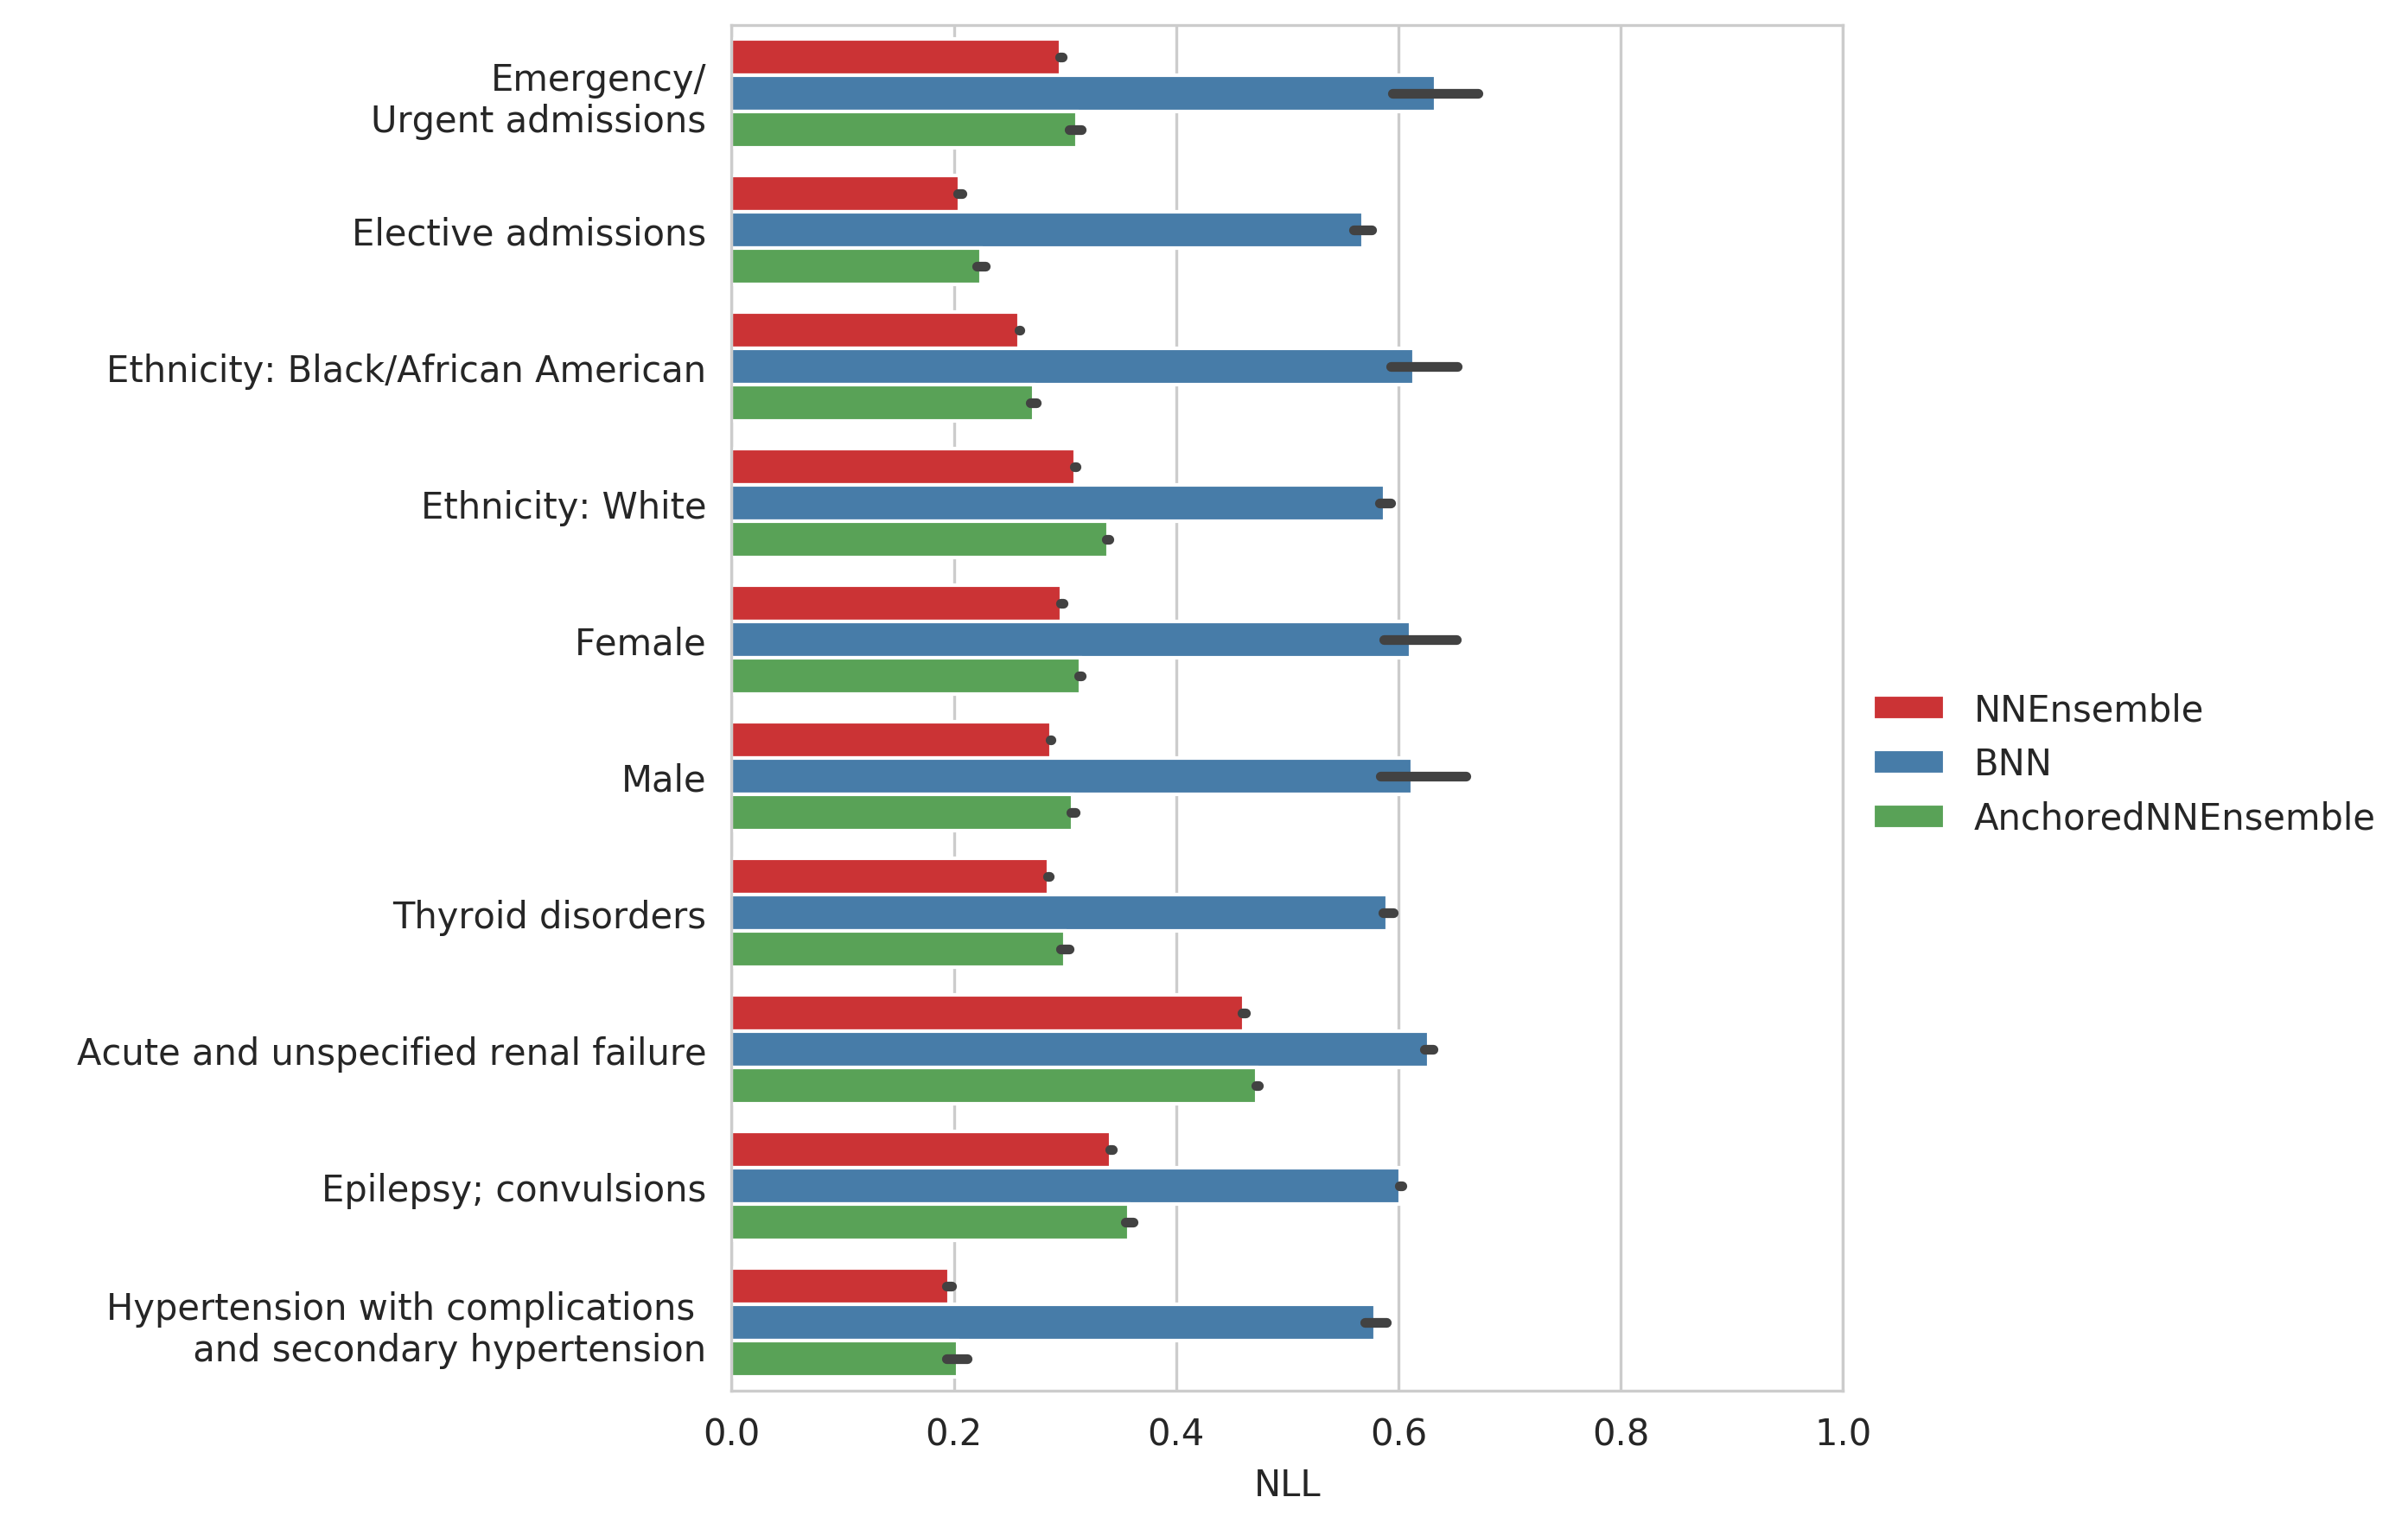 Emergency/
Urgent admissions
Elective admissions
Ethnicity: Black/African American
Ethnicity: White
Female
Male
Thyroid disorders
Acute and unspecified renal failure
Epilepsy; convulsions
Hypertension with complications
and secondary hypertension
0.0 0.2 0.4 0.6 0.8 1.0
NLL
NNEnsemble
BNN
AnchoredNNEnsemble